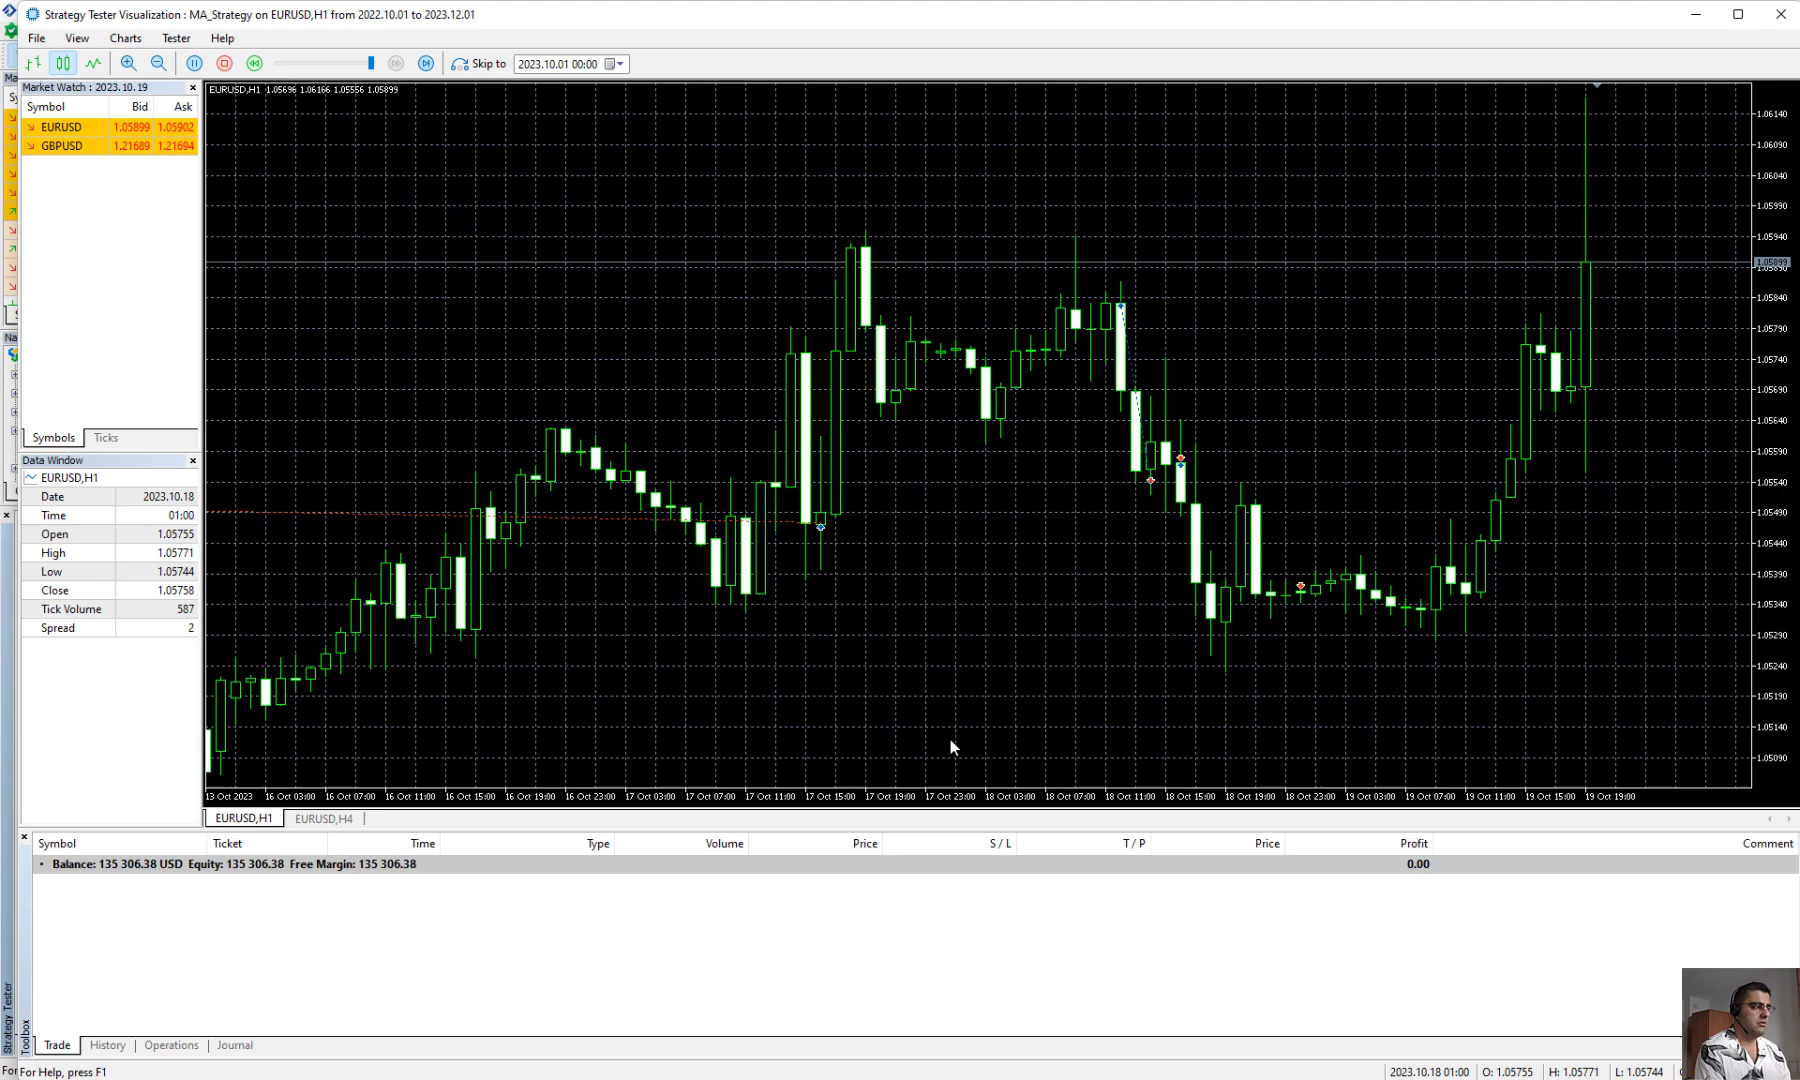 Strategy Tester Visualization : MA_Strategy on EURUSD,H1 from 2022.10.01 to 2023.12.01
File View Charts Tester Help
Skip to 2023.10.01 00:00
Market Watch : 2023.10.19
Symbol Bid Ask
EURUSD 1.05899 1.05902
GBPUSD 1.21689 1.21694
Symbols Ticks
Data Window
EURUSD,H1
Date 2023.10.18
Time 01:00
Open 1.05755
High 1.05771
Low 1.05744
Close 1.05758
Tick Volume 587
Spread 2
EURUSD,H1 1.05696 1.06166 1.05556 1.05899
1.06140
1.06090
1.06040
1.05990
1.05940
1.05899
1.05890
1.05840
1.05790
1.05740
1.05690
1.05640
1.05590
1.05540
1.05490
1.05440
1.05390
1.05340
1.05290
1.05240
1.05190
1.05140
1.05090
13 Oct 2023 16 Oct 03:00 16 Oct 07:00 16 Oct 11:00 16 Oct 15:00 16 Oct 19:00 16 Oct 23:00 17 Oct 03:00 17 Oct 07:00 17 Oct 11:00 17 Oct 15:00 17 Oct 19:00 17 Oct 23:00 18 Oct 03:00 18 Oct 07:00 18 Oct 11:00 18 Oct 15:00 18 Oct 19:00 18 Oct 23:00 19 Oct 03:00 19 Oct 07:00 19 Oct 11:00 19 Oct 15:00 19 Oct 19:00
EURUSD,H1 EURUSD,H4
Symbol Ticket Time Type Volume Price S / L T / P Price Profit Comment
Balance: 135 306.38 USD Equity: 135 306.38 Free Margin: 135 306.38 0.00
Strategy Tester
Toolbox
Trade History Operations Journal
For Help, press F1
2023.10.18 01:00 O: 1.05755 H: 1.05771 L: 1.05744